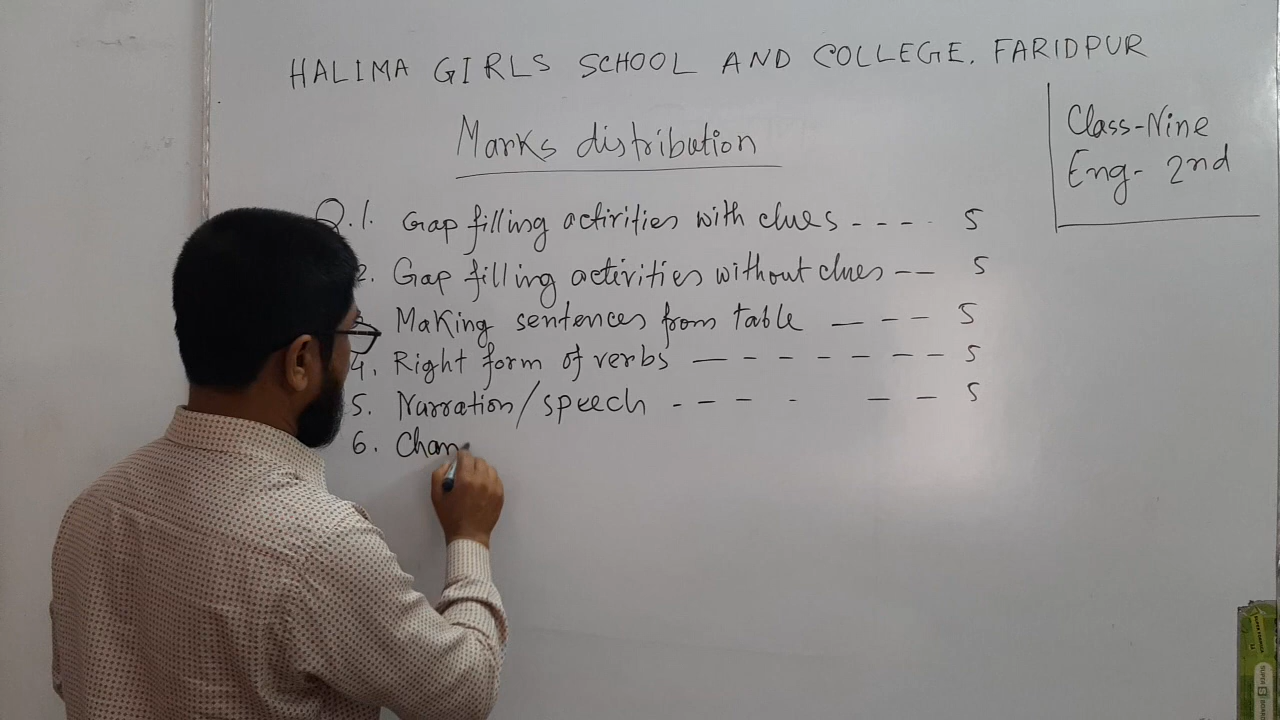 HALIMA GIRLS SCHOOL AND COLLEGE. FARIDPUR
Class-Nine
Eng- 2nd
Marks distribution
Q.1. Gap filling activities with clues ---- 5
2. Gap filling activities without clues -- 5
Making sentences from table --- 5
4. Right form of verbs ------- 5
5. Narration/speech ---- -- 5
6. Chan